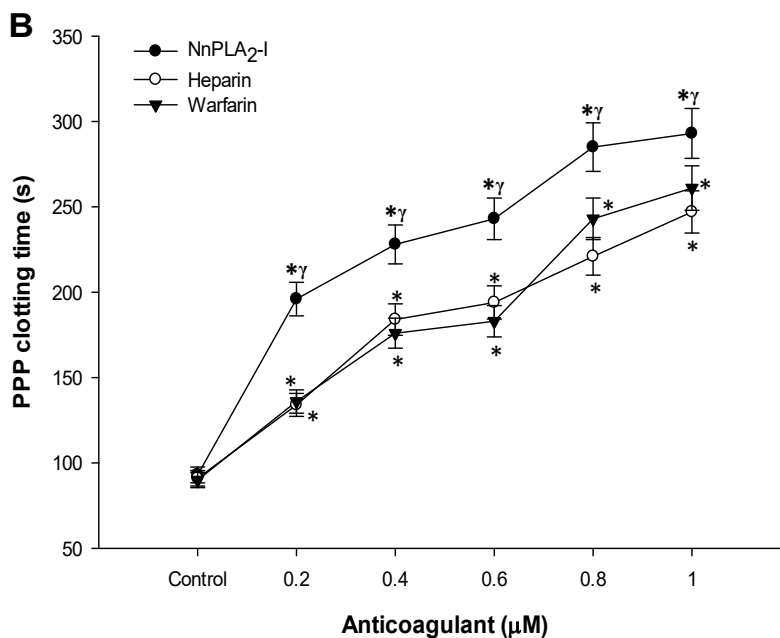 B
350
300
250
200
150
100
50
PPP clotting time (s)
NnPLA₂-I
Heparin
Warfarin
*γ
*γ
*γ
*γ
*γ
*
*
*
*
*
*
*
*
*
*
Control 0.2 0.4 0.6 0.8 1
Anticoagulant (μM)